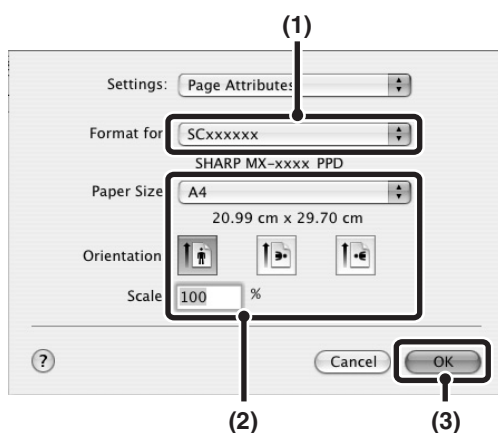 (1)
Settings: Page Attributes
Format for SCxxxxxx
SHARP MX-xxxx PPD
Paper Size A4
20.99 cm x 29.70 cm
Orientation
Scale 100 %
? Cancel OK
(2) (3)